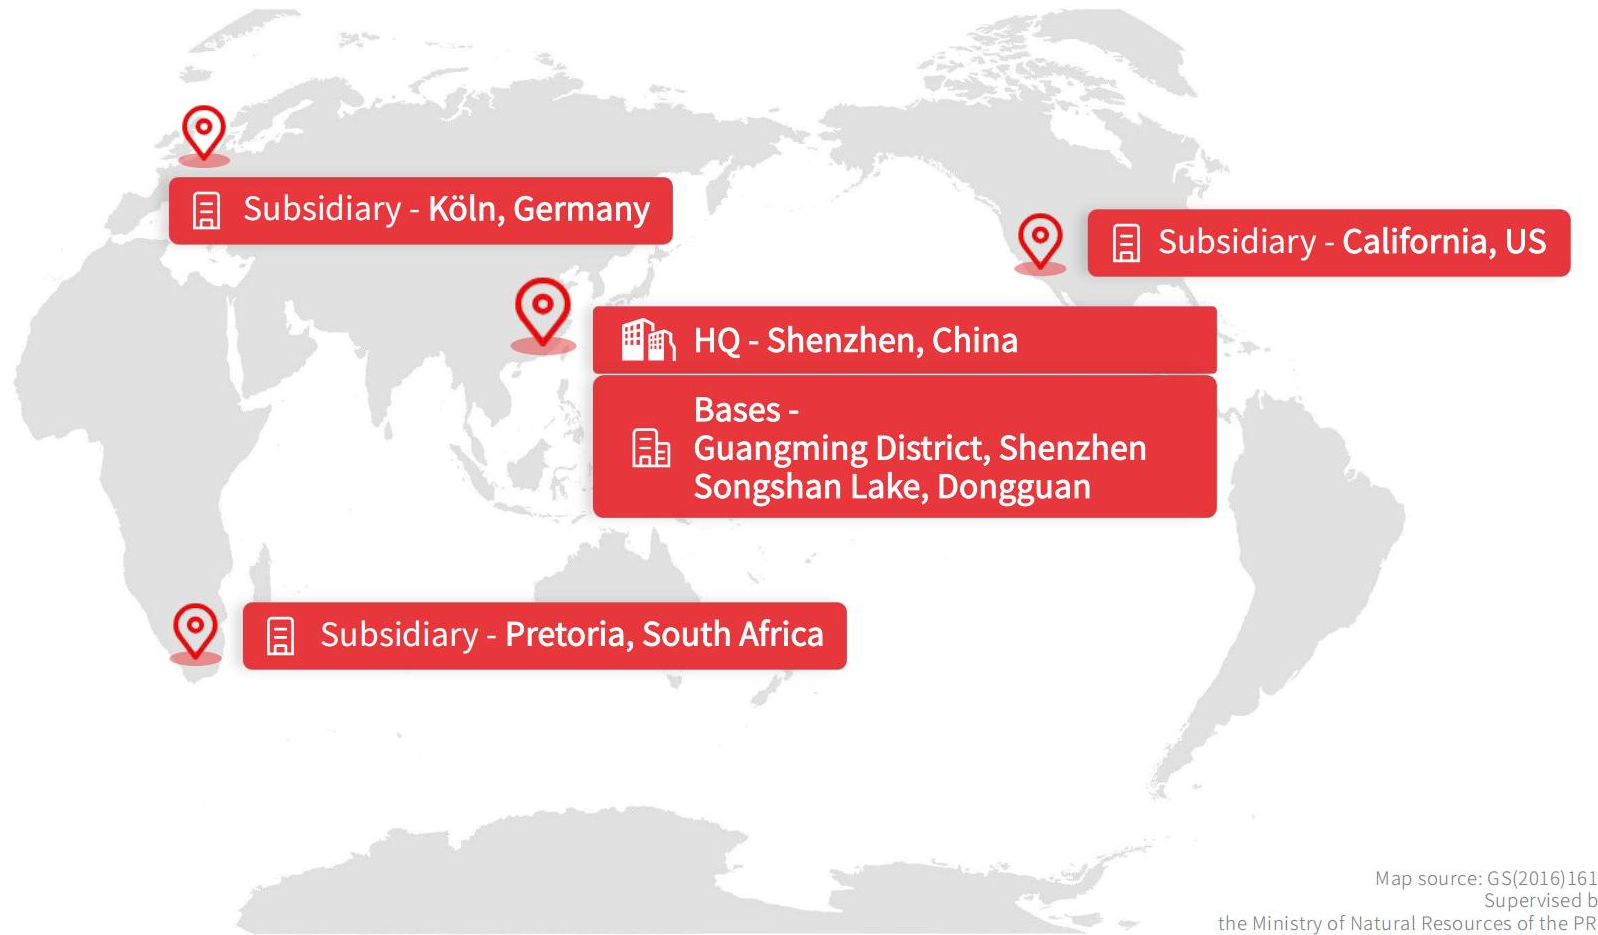 Subsidiary - Köln, Germany
Subsidiary - California, US
HQ - Shenzhen, China
Bases -
Guangming District, Shenzhen
Songshan Lake, Dongguan
Subsidiary - Pretoria, South Africa
Map source: GS(2016)161
Supervised b
the Ministry of Natural Resources of the PR